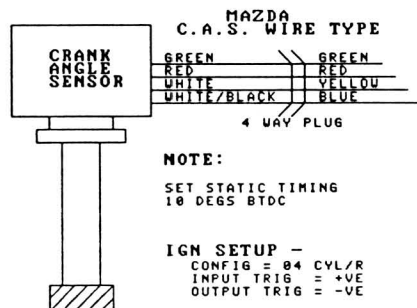 MAZDA
C.A.S. WIRE TYPE
CRANK
ANGLE
SENSOR
GREEN GREEN
RED RED
WHITE YELLOW
WHITE/BLACK BLUE
4 WAY PLUG
NOTE:
SET STATIC TIMING
10 DEGS BTDC
IGN SETUP -
CONFIG = 04 CYL/R
INPUT TRIG = +VE
OUTPUT TRIG = -VE